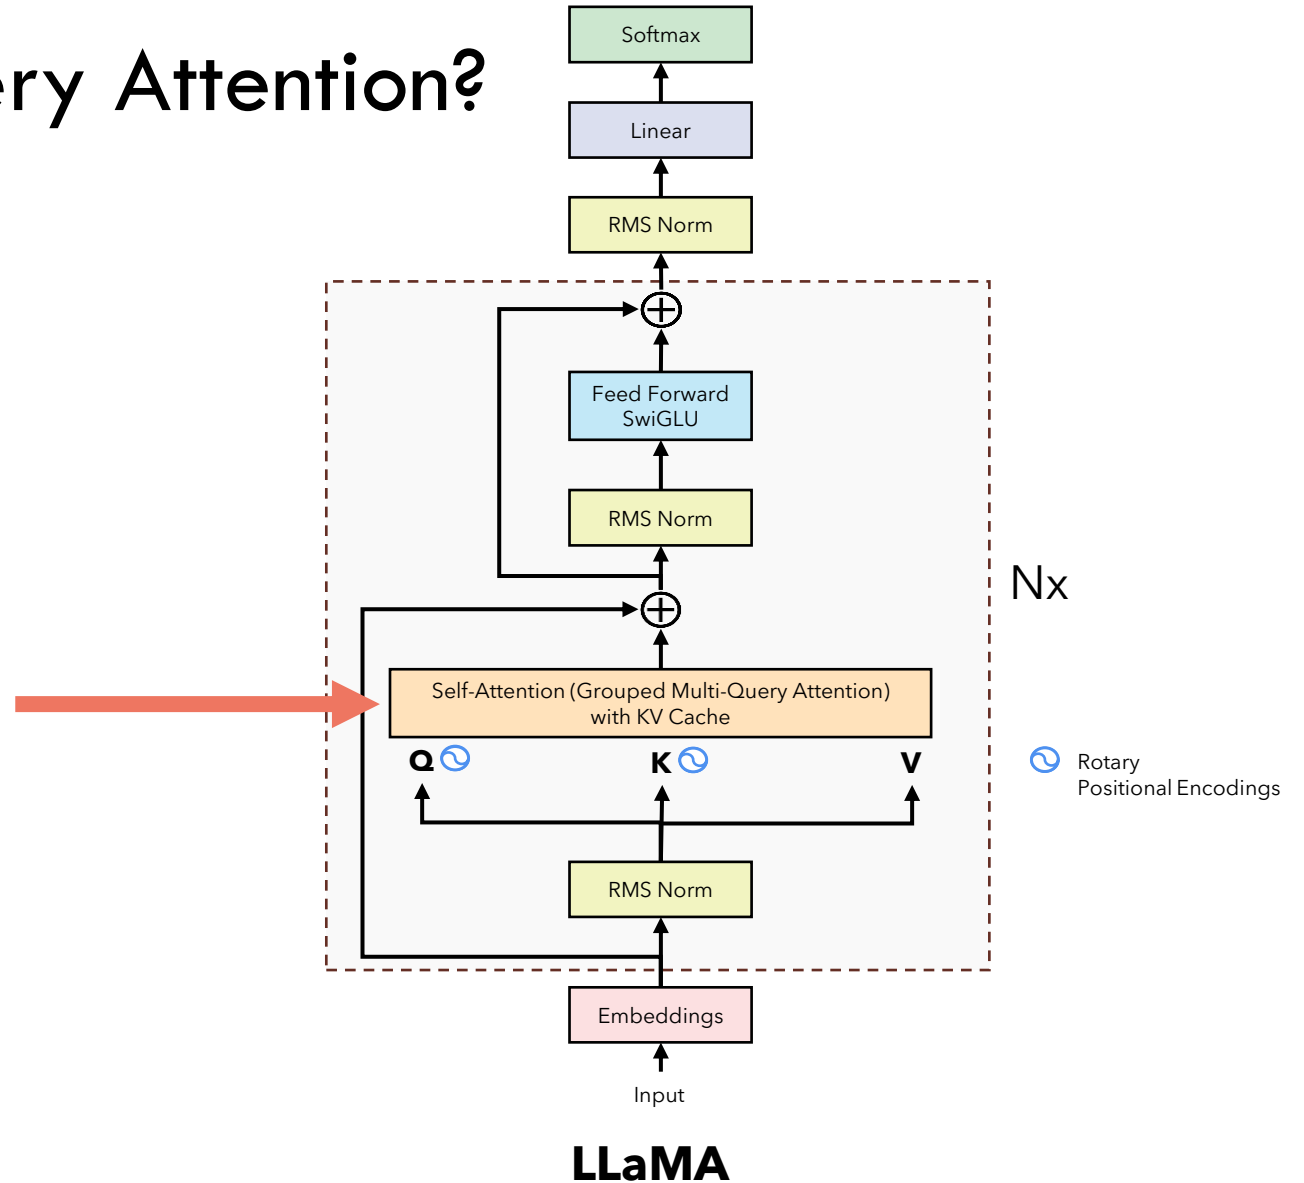 ery Attention?
Softmax
Linear
RMS Norm
Feed Forward
SwiGLU
RMS Norm
Nx
Self-Attention (Grouped Multi-Query Attention)
with KV Cache
Q
K
V
Rotary
Positional Encodings
RMS Norm
Embeddings
Input
LLaMA